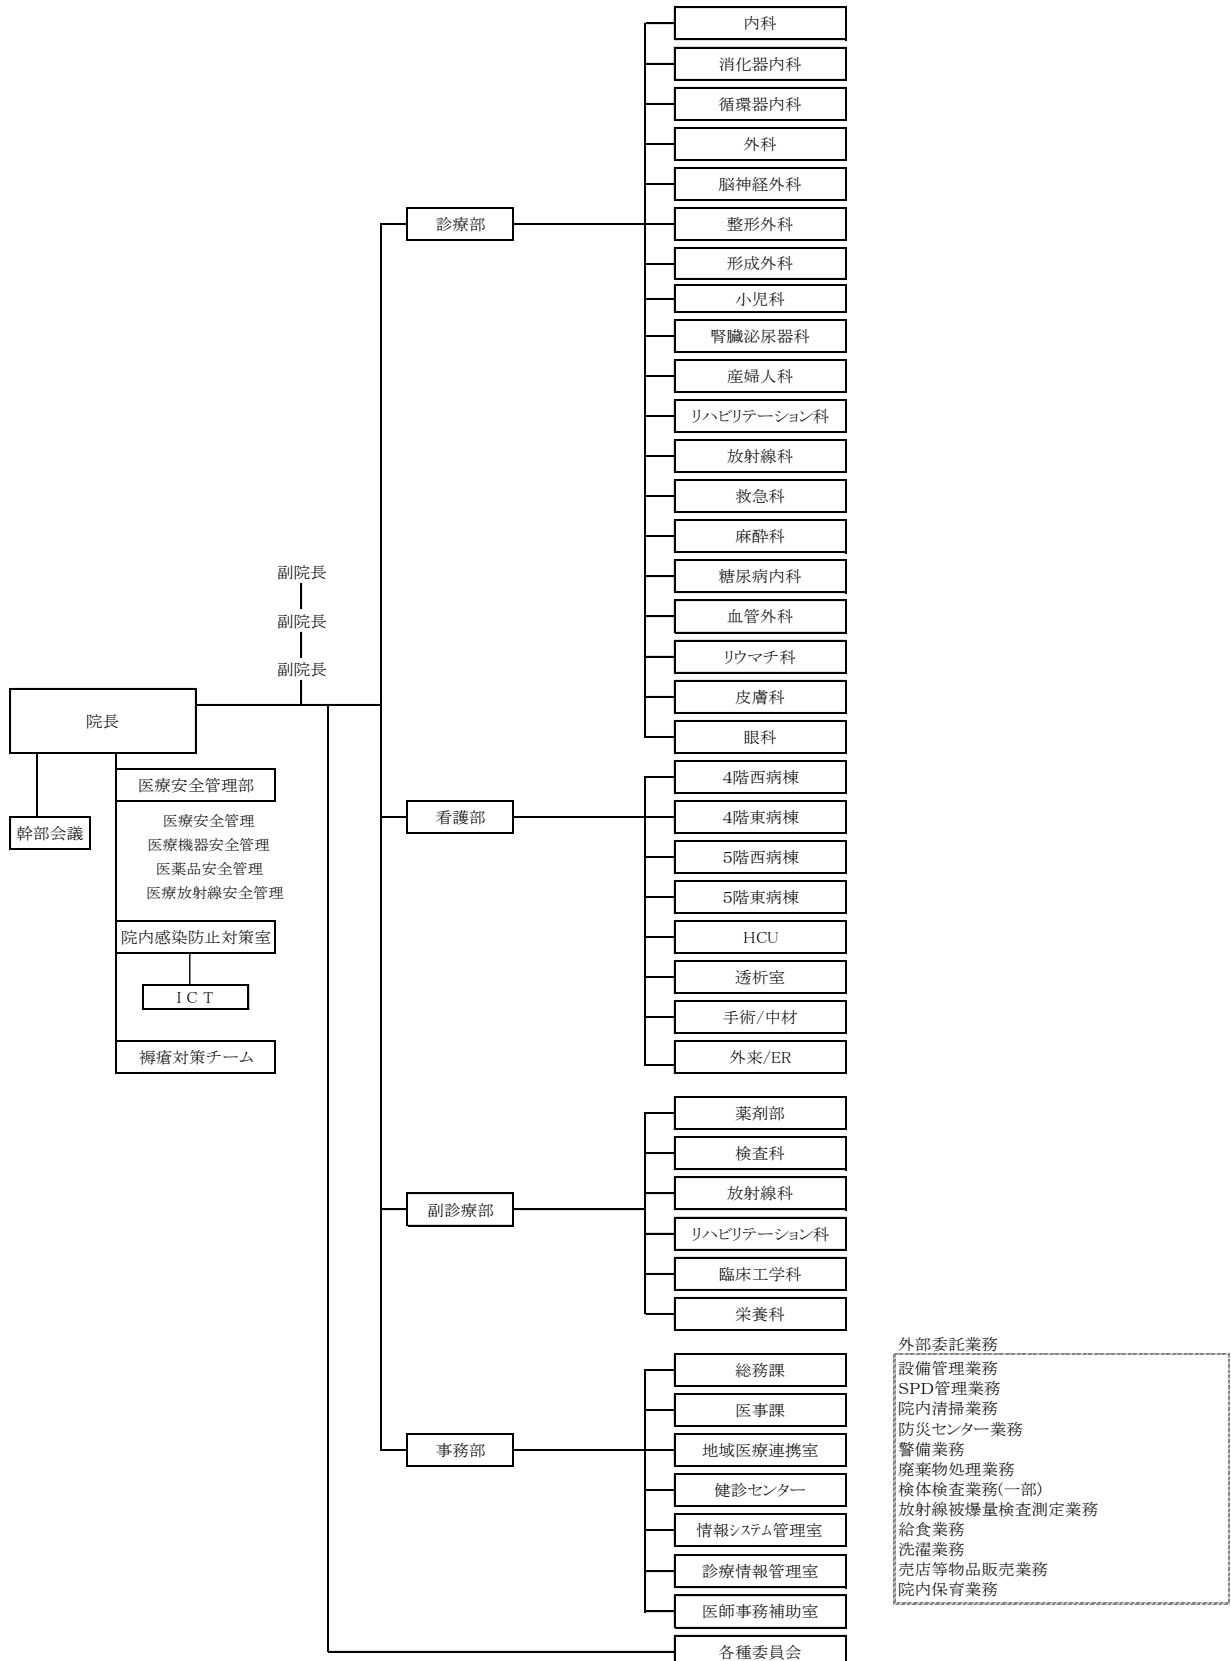 院長
幹部会議
医療安全管理部
医療安全管理
医療機器安全管理
医薬品安全管理
医療放射線安全管理
院内感染防止対策室
ICT
褥瘡対策チーム
副院長
副院長
副院長
診療部
内科
消化器内科
循環器内科
外科
脳神経外科
整形外科
形成外科
小児科
腎臓泌尿器科
産婦人科
リハビリテーション科
放射線科
救急科
麻酔科
糖尿病内科
血管外科
リウマチ科
皮膚科
眼科
看護部
4階西病棟
4階東病棟
5階西病棟
5階東病棟
HCU
透析室
手術/中材
外来/ER
副診療部
薬剤部
検査科
放射線科
リハビリテーション科
臨床工学科
栄養科
事務部
総務課
医事課
地域医療連携室
健診センター
情報システム管理室
診療情報管理室
医師事務補助室
各種委員会
外部委託業務
設備管理業務
SPD管理業務
院内清掃業務
防災センター業務
警備業務
廃棄物処理業務
検体検査業務(一部)
放射線被爆量検査測定業務
給食業務
洗濯業務
売店等物品販売業務
院内保育業務